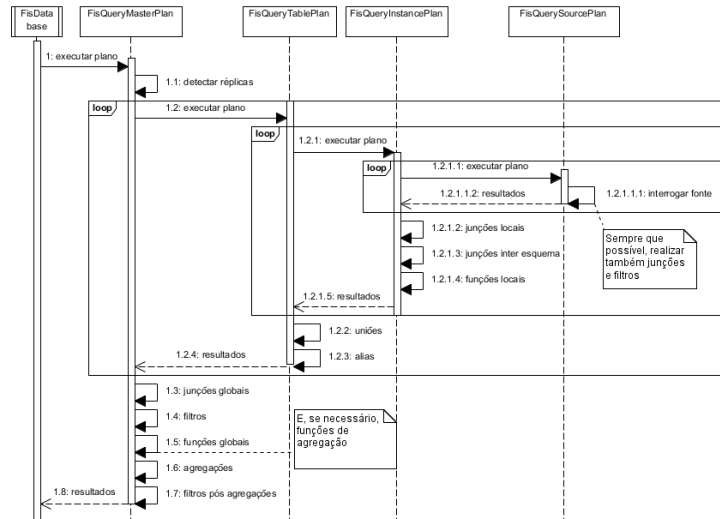 FisData
base
FisQueryMasterPlan
FisQueryTablePlan
FisQueryInstancePlan
FisQuerySourcePlan
1: executar plano
1.1: detectar réplicas
loop
1.2: executar plano
loop
1.2.1: executar plano
loop
1.2.1.1: executar plano
1.2.1.1.2: resultados
1.2.1.1.1: interrogar fonte
1.2.1.2: junções locais
Sempre que
possível, realizar
também junções
e filtros
1.2.1.3: junções inter esquema
1.2.1.4: funções locais
1.2.1.5: resultados
1.2.2: uniões
1.2.3: alias
1.2.4: resultados
1.3: junções globais
1.4: filtros
E, se necessário,
funções de
agregação
1.5: funções globais
1.6: agregações
1.7: filtros pós agregações
1.8: resultados